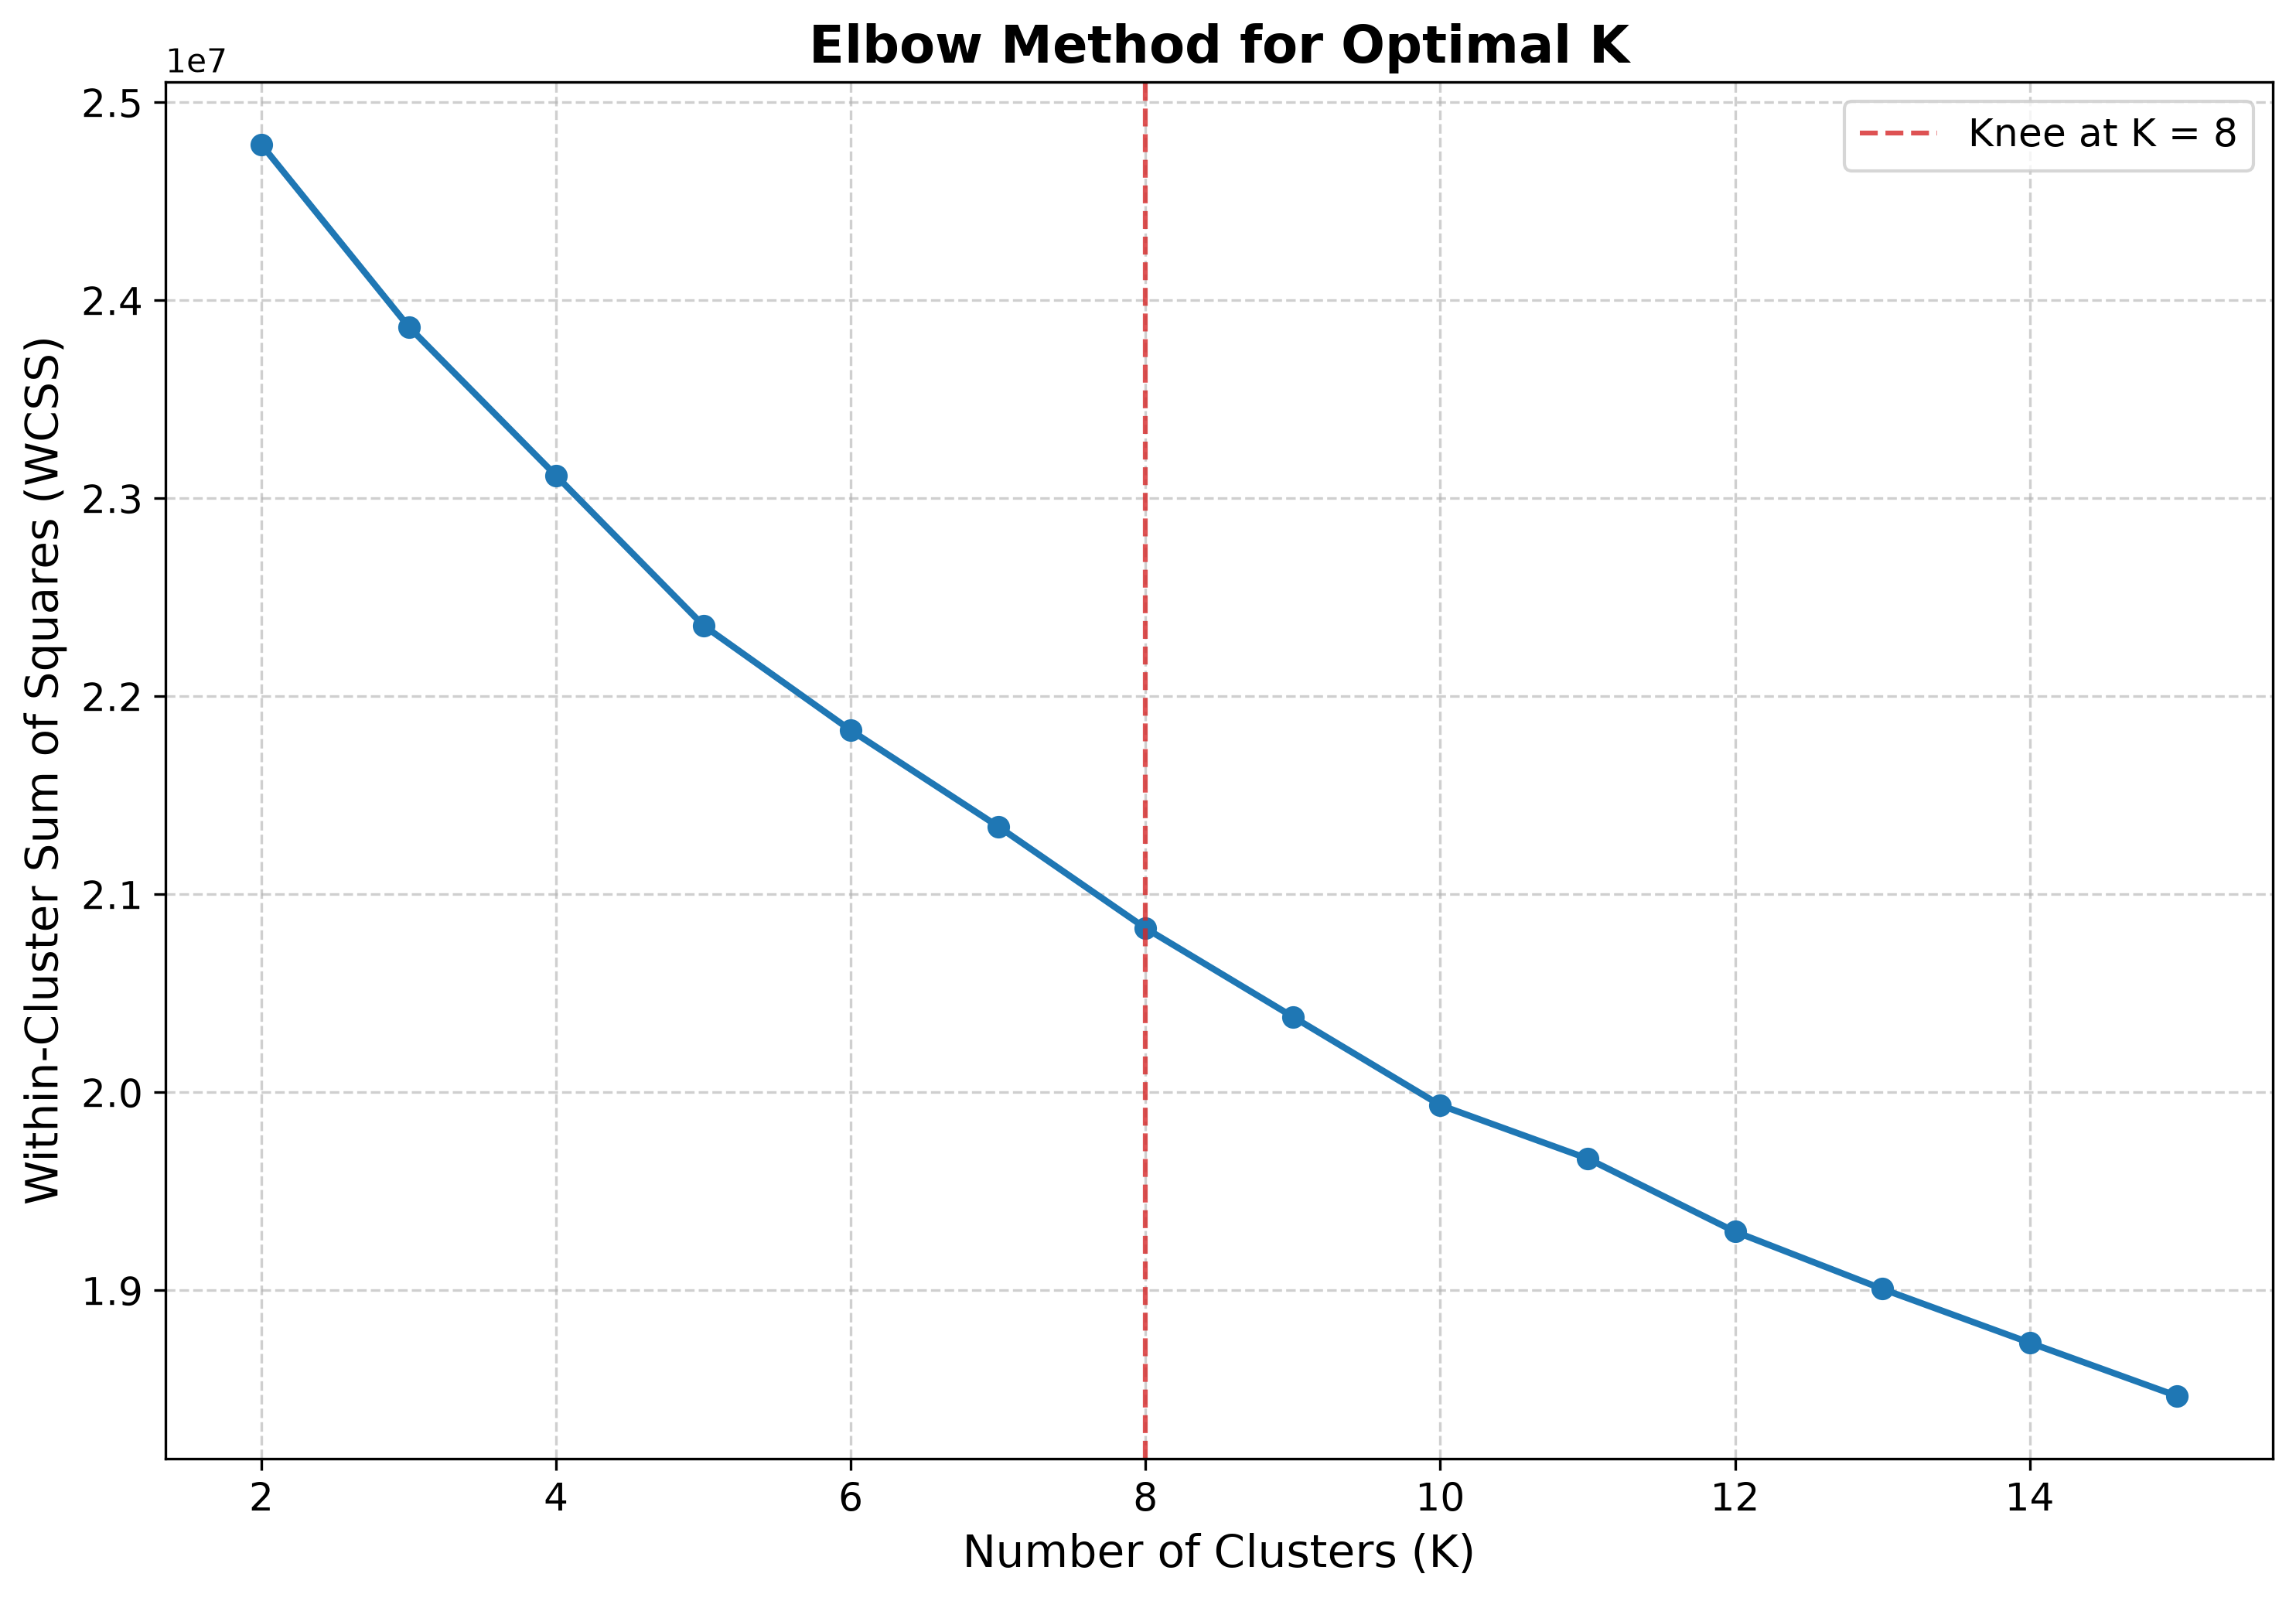 Elbow Method for Optimal K
1e7
Knee at K = 8
2.5
2.4
2.3
2.2
2.1
2.0
1.9
Within-Cluster Sum of Squares (WCSS)
2 4 6 8 10 12 14
Number of Clusters (K)